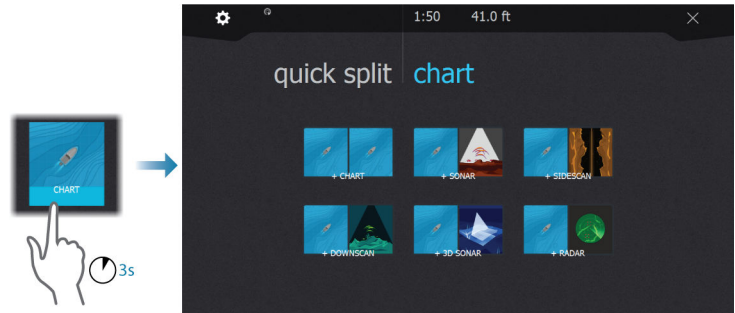 1:50 41.0 ft
quick split chart
+ CHART + SONAR + SIDESCAN
CHART
+ DOWNSCAN + 3D SONAR + RADAR
3s